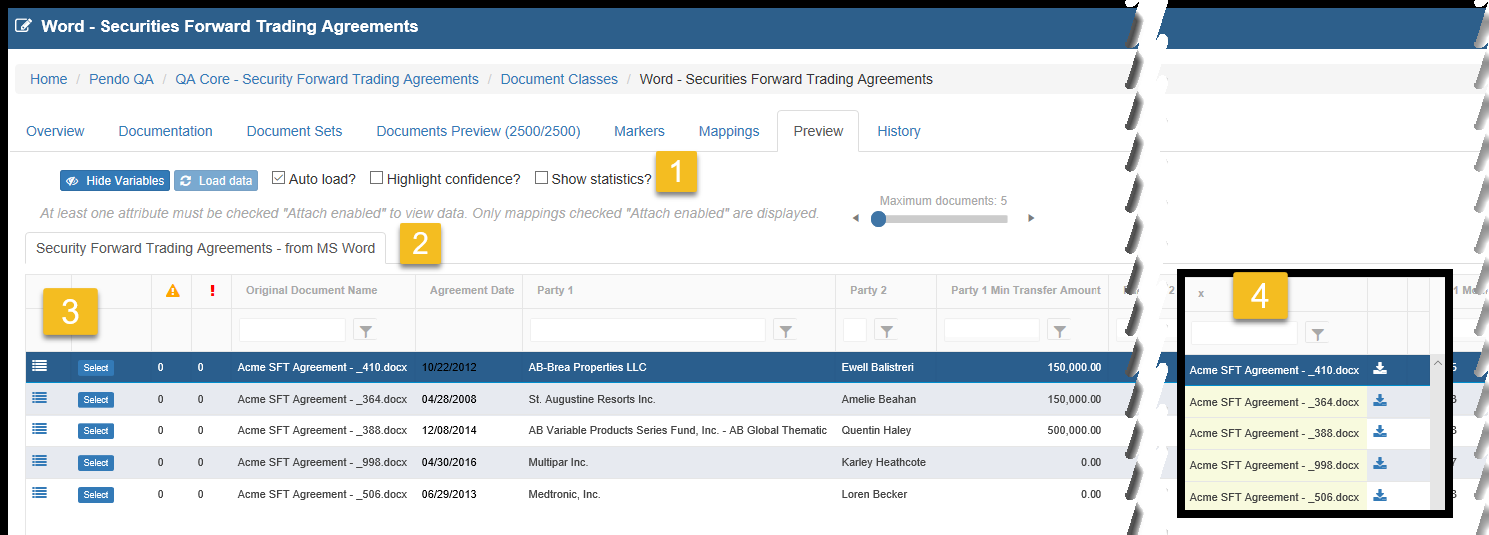 Word - Securities Forward Trading Agreements
Home / Pendo QA / QA Core - Security Forward Trading Agreements / Document Classes / Word - Securities Forward Trading Agreements
Overview Documentation Document Sets Documents Preview (2500/2500) Markers Mappings Preview History
1
Hide Variables Load data Auto load? Highlight confidence? Show statistics?
Maximum documents: 5
At least one attribute must be checked "Attach enabled" to view data. Only mappings checked "Attach enabled" are displayed.
2
Security Forward Trading Agreements - from MS Word
3 ! Original Document Name Agreement Date Party 1 Party 2 Party 1 Min Transfer Amount 2 x 4 1
Select 0 0 Acme SFT Agreement - _410.docx 10/22/2012 AB-Brea Properties LLC Ewell Balistreri 150,000.00 Acme SFT Agreement - _410.docx
Select 0 0 Acme SFT Agreement - _364.docx 04/28/2008 St. Augustine Resorts Inc. Amelie Beahan 150,000.00 Acme SFT Agreement - _364.docx
Select 0 0 Acme SFT Agreement - _388.docx 12/08/2014 AB Variable Products Series Fund, Inc. - AB Global Thematic Quentin Haley 500,000.00 Acme SFT Agreement - _388.docx
Select 0 0 Acme SFT Agreement - _998.docx 04/30/2016 Multipar Inc. Karley Heathcote 0.00 Acme SFT Agreement - _998.docx
Select 0 0 Acme SFT Agreement - _506.docx 06/29/2013 Medtronic, Inc. Loren Becker 0.00 Acme SFT Agreement - _506.docx